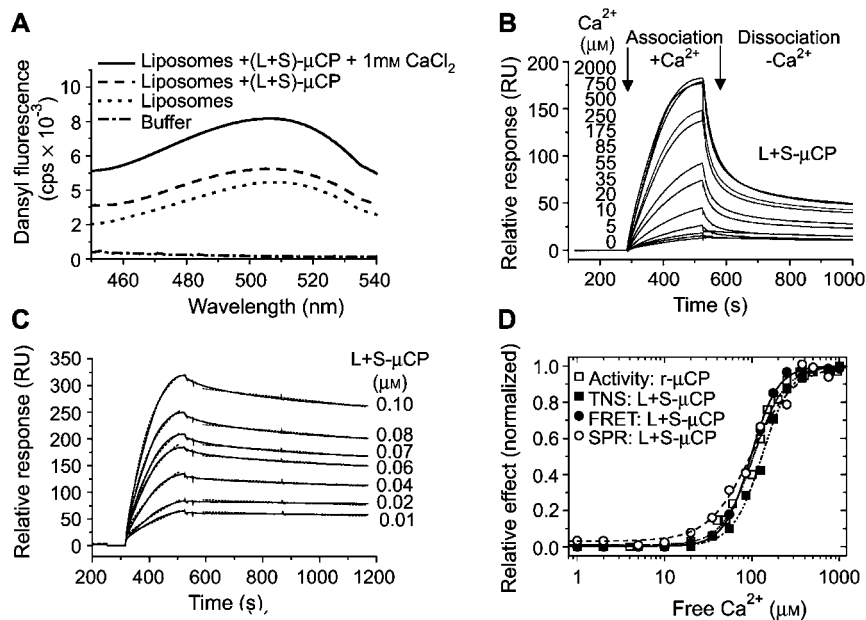 A
Liposomes +(L+S)-μCP + 1mM CaCl2
Liposomes +(L+S)-μCP
Liposomes
Buffer
Dansyl fluorescence
(cps × 10-3)
8
5
2
0
460
480
500
520
540
Wavelength (nm)
B
Ca2+
(μM)
Association
+Ca2+
Dissociation
-Ca2+
2000
750
500
250
175
85
55
35
20
10
5
0
L+S-μCP
Relative response (RU)
200
150
100
50
0
200
400
600
800
1000
Time (s)
C
L+S-μCP
(μM)
0.10
0.08
0.07
0.06
0.04
0.02
0.01
Relative response (RU)
350
300
250
200
150
100
50
0
200
400
600
800
1000
1200
Time (s)
D
Activity: r-μCP
TNS: L+S-μCP
FRET: L+S-μCP
SPR: L+S-μCP
Relative effect (normalized)
1.0
0.8
0.6
0.4
0.2
0.0
1
10
100
1000
Free Ca2+ (μM)